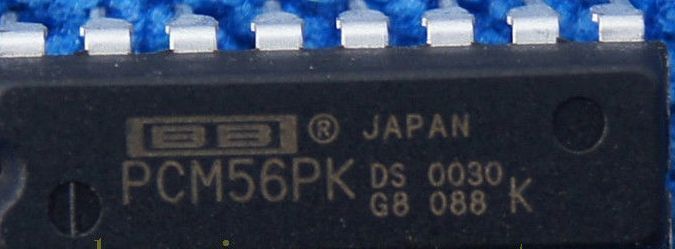 BB ® JAPAN
PCM56PK DS 0030
G8 088 K